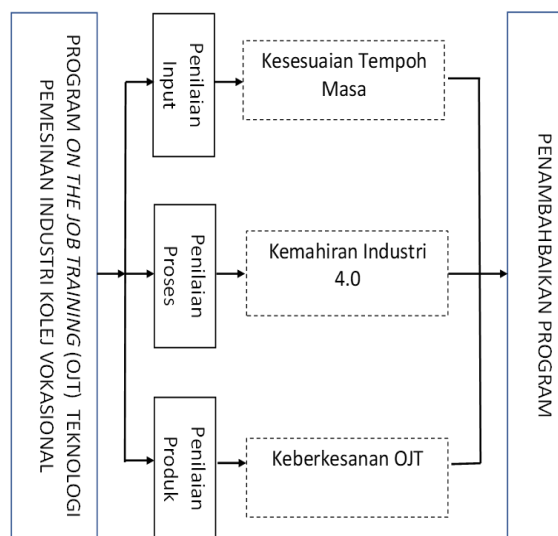 PROGRAM ON THE JOB TRAINING (OJT) TEKNOLOGI
PEMESINAN INDUSTRI KOLEJ VOKASIONAL
Penilaian
Input
Kesesuaian Tempoh
Masa
Penilaian
Proses
Kemahiran Industri
4.0
Penilaian
Produk
Keberkesanan OJT
PENAMBAHBAIKAN PROGRAM